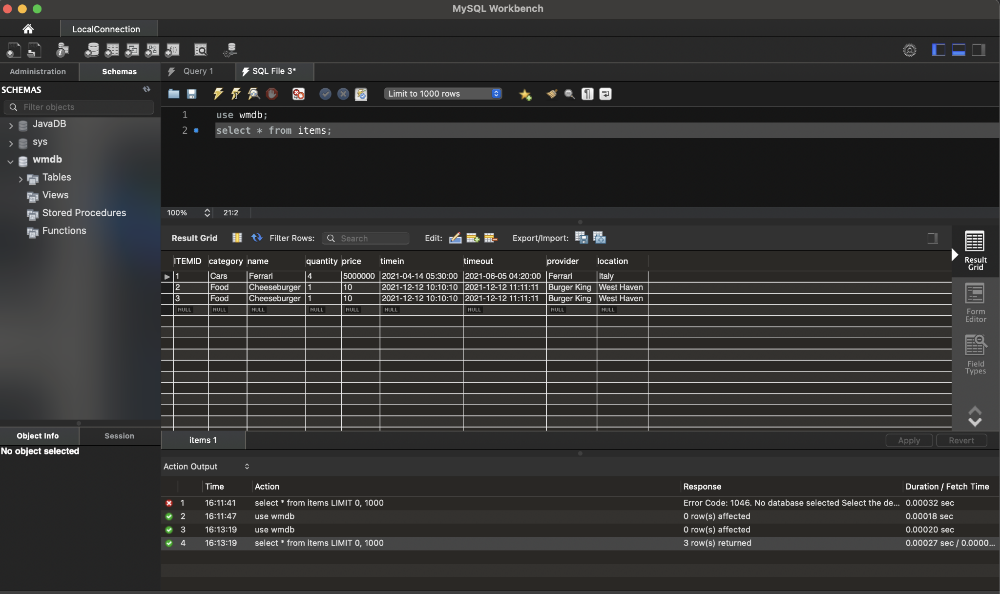 MySQL Workbench
LocalConnection
Administration Schemas Query 1 SQL File 3*
SCHEMAS
Filter objects
Limit to 1000 rows
JavaDB
sys
wmdb
Tables
Views
Stored Procedures
Functions
1 use wmdb;
2 select * from items;
100% 21:2
Result Grid Filter Rows: Search Edit: Export/Import:
ITEMID category name quantity price timein timeout provider location
1 Cars Ferrari 4 5000000 2021-04-14 05:30:00 2021-06-05 04:20:00 Ferrari Italy
2 Food Cheeseburger 1 10 2021-12-12 10:10:10 2021-12-12 11:11:11 Burger King West Haven
3 Food Cheeseburger 1 10 2021-12-12 10:10:10 2021-12-12 11:11:11 Burger King West Haven
NULL NULL NULL NULL NULL NULL NULL NULL NULL
Result
Grid
Form
Editor
Field
Types
Object Info Session
No object selected
items 1 Apply Revert
Action Output
Time Action Response Duration / Fetch Time
1 16:11:41 select * from items LIMIT 0, 1000 Error Code: 1046. No database selected Select the de... 0.00032 sec
2 16:11:47 use wmdb 0 row(s) affected 0.00018 sec
3 16:13:19 use wmdb 0 row(s) affected 0.00020 sec
4 16:13:19 select * from items LIMIT 0, 1000 3 row(s) returned 0.00027 sec / 0.0000...